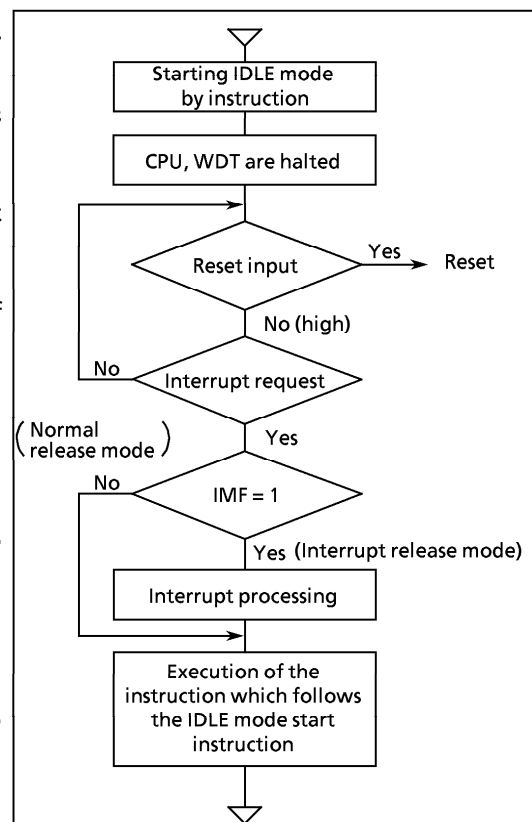 Starting IDLE mode
by instruction
CPU, WDT are halted
Reset input
Yes
Reset
No (high)
No
Interrupt request
(Normal
release mode)
Yes
No
IMF = 1
Yes (Interrupt release mode)
Interrupt processing
Execution of the
instruction which follows
the IDLE mode start
instruction